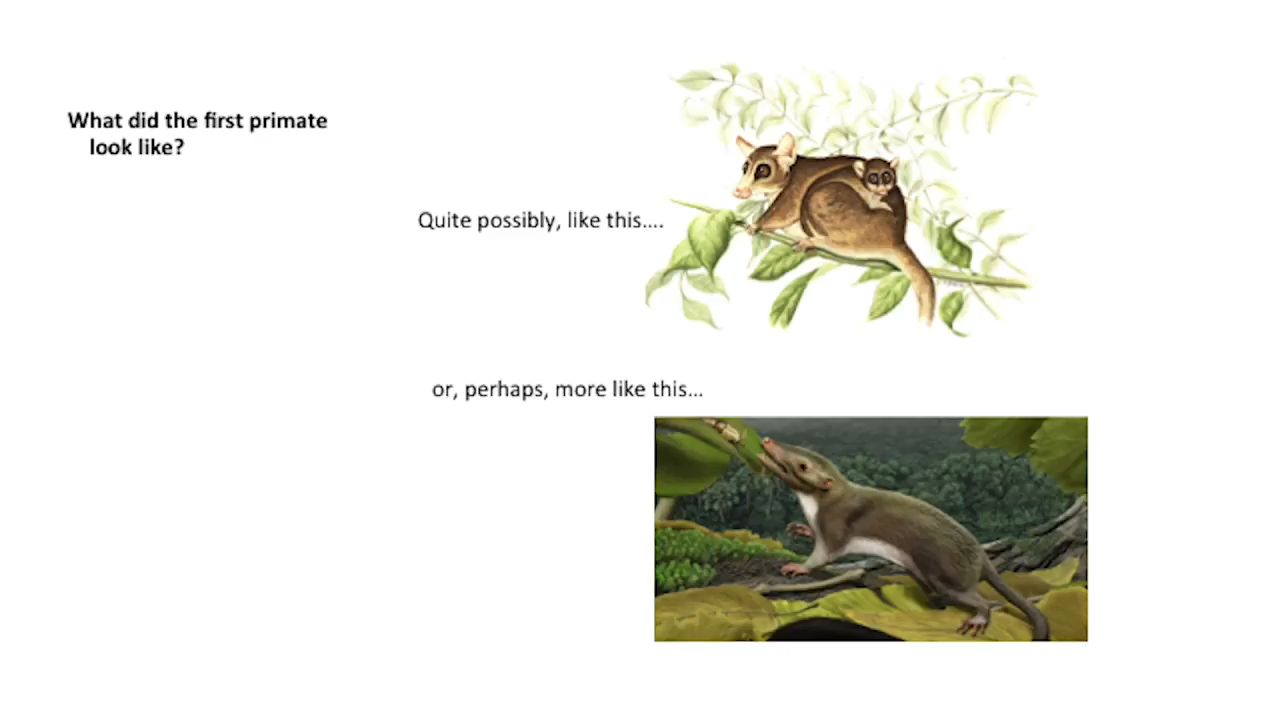 What did the first primate
look like?
Quite possibly, like this....
or, perhaps, more like this...